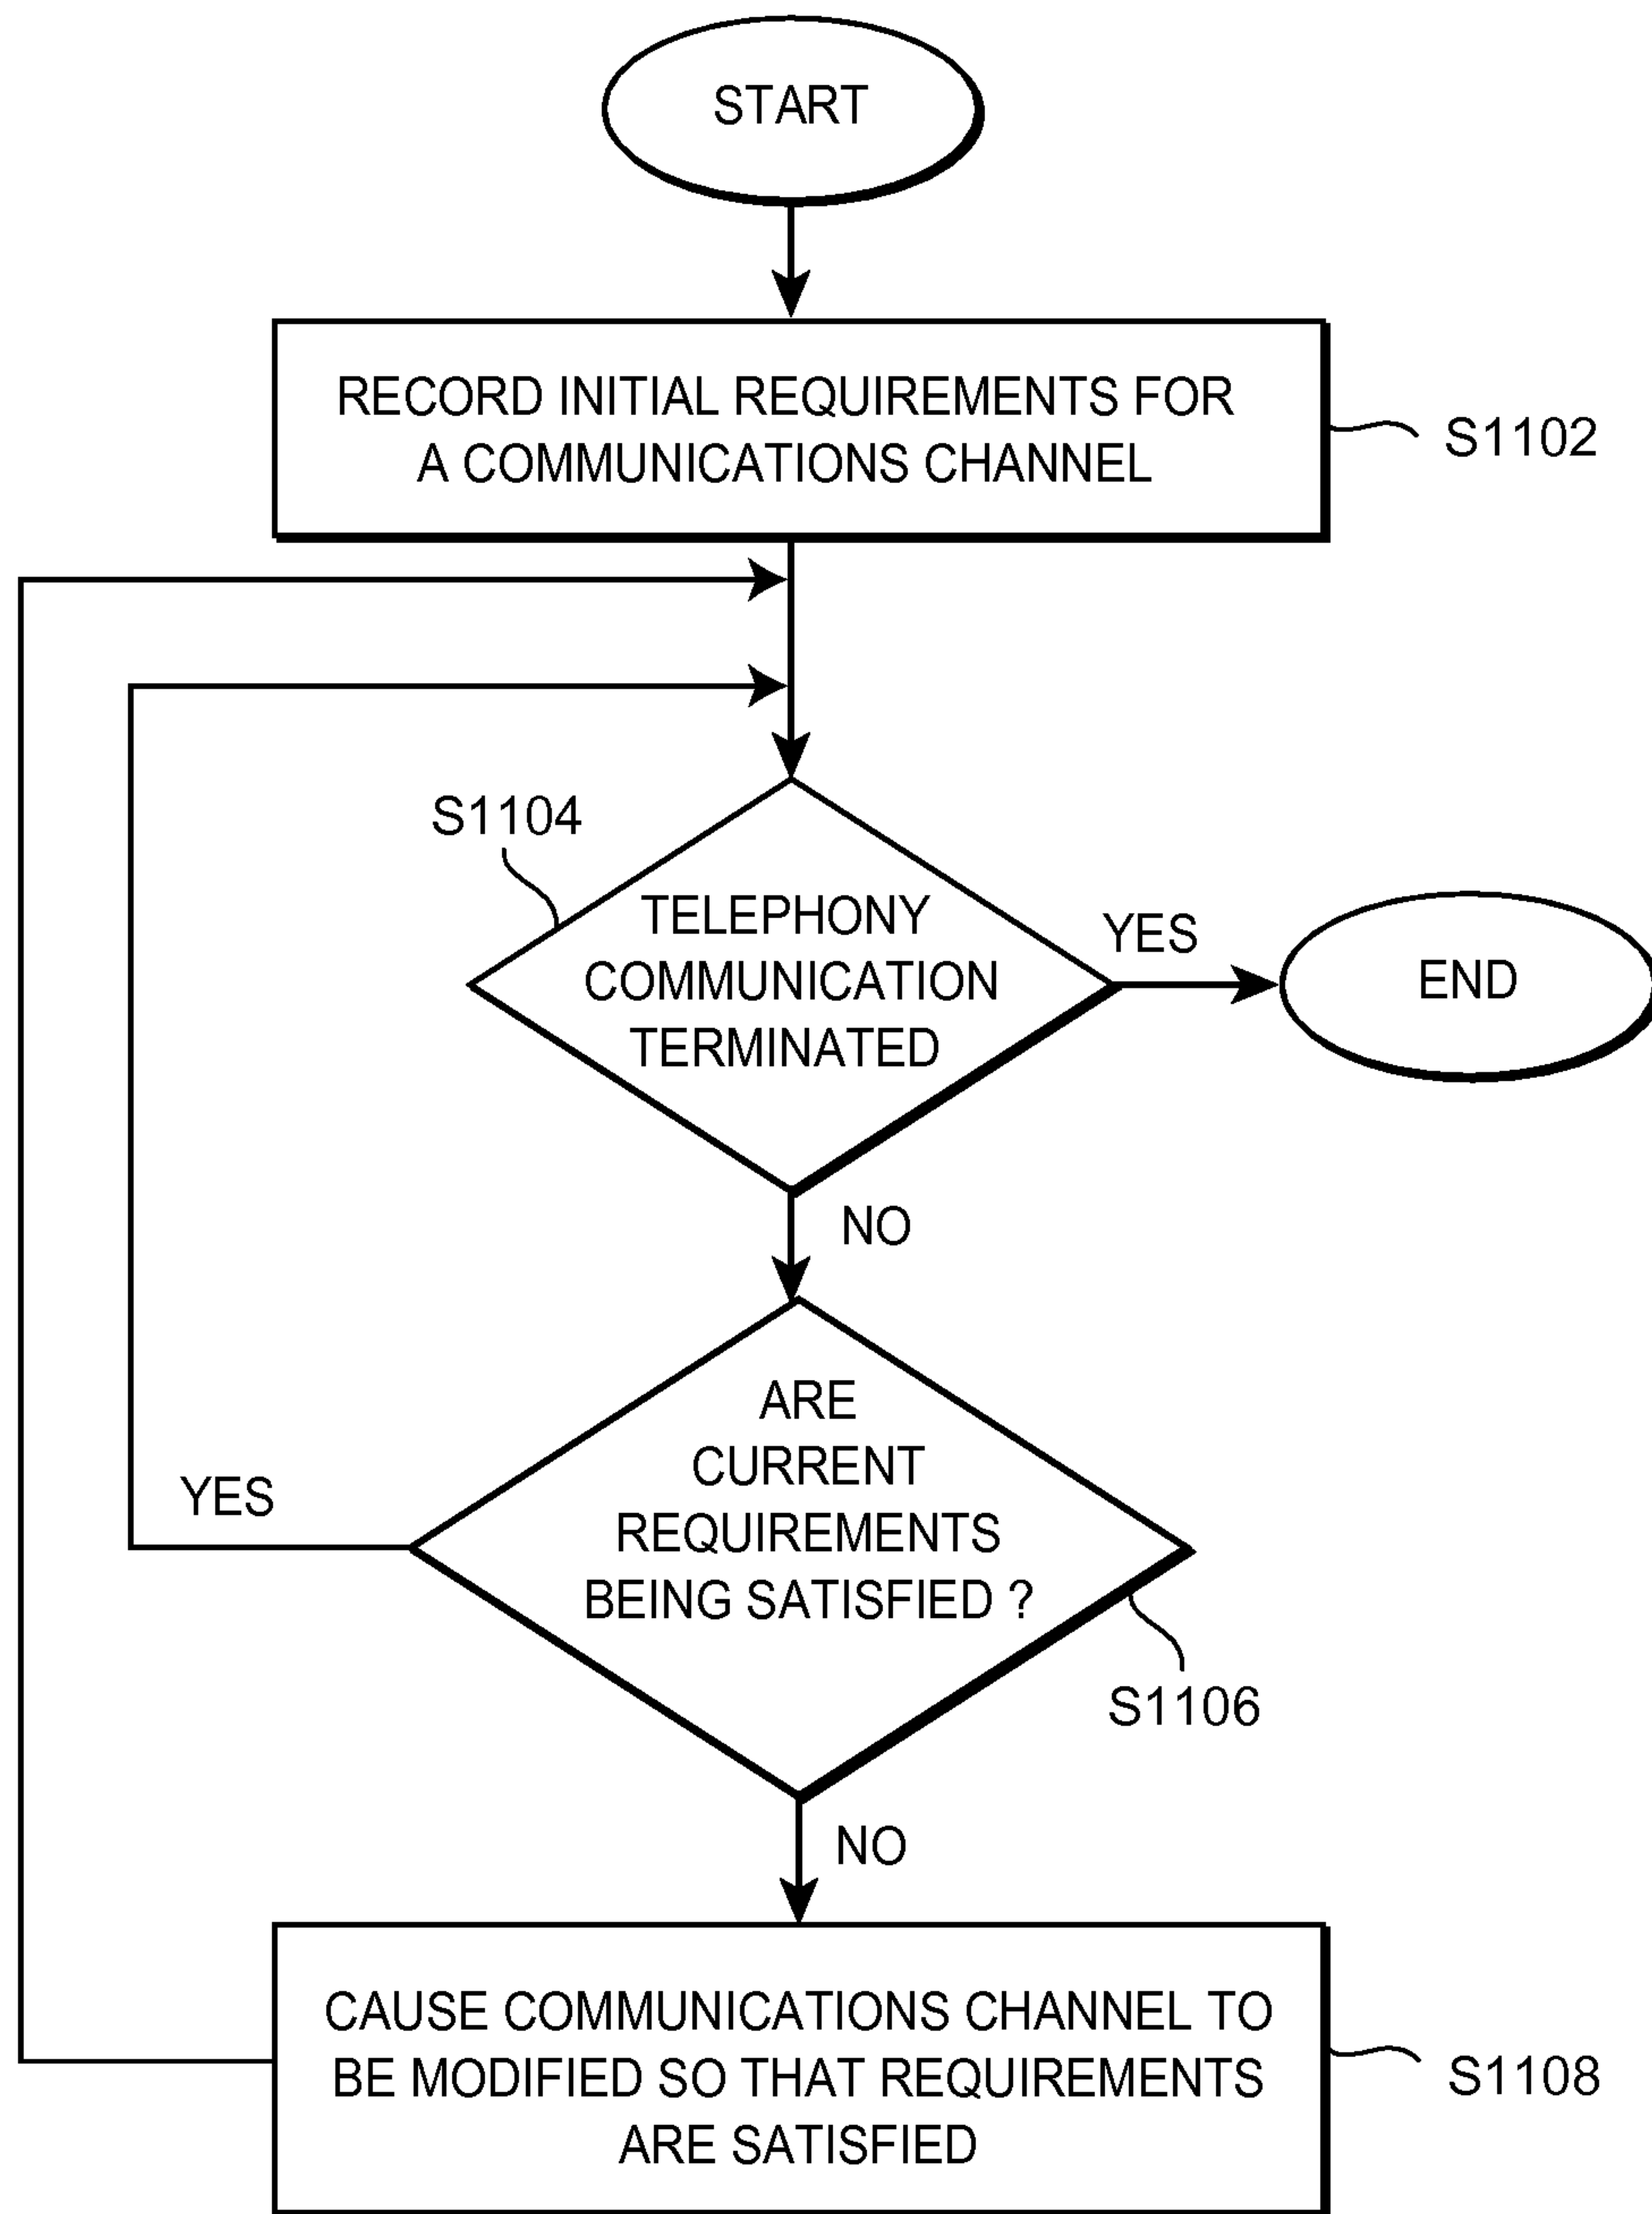 START
RECORD INITIAL REQUIREMENTS FOR
A COMMUNICATIONS CHANNEL
S1102
S1104
TELEPHONY
COMMUNICATION
TERMINATED
YES
END
NO
ARE
CURRENT
REQUIREMENTS
BEING SATISFIED ?
YES
S1106
NO
CAUSE COMMUNICATIONS CHANNEL TO
BE MODIFIED SO THAT REQUIREMENTS
ARE SATISFIED
S1108